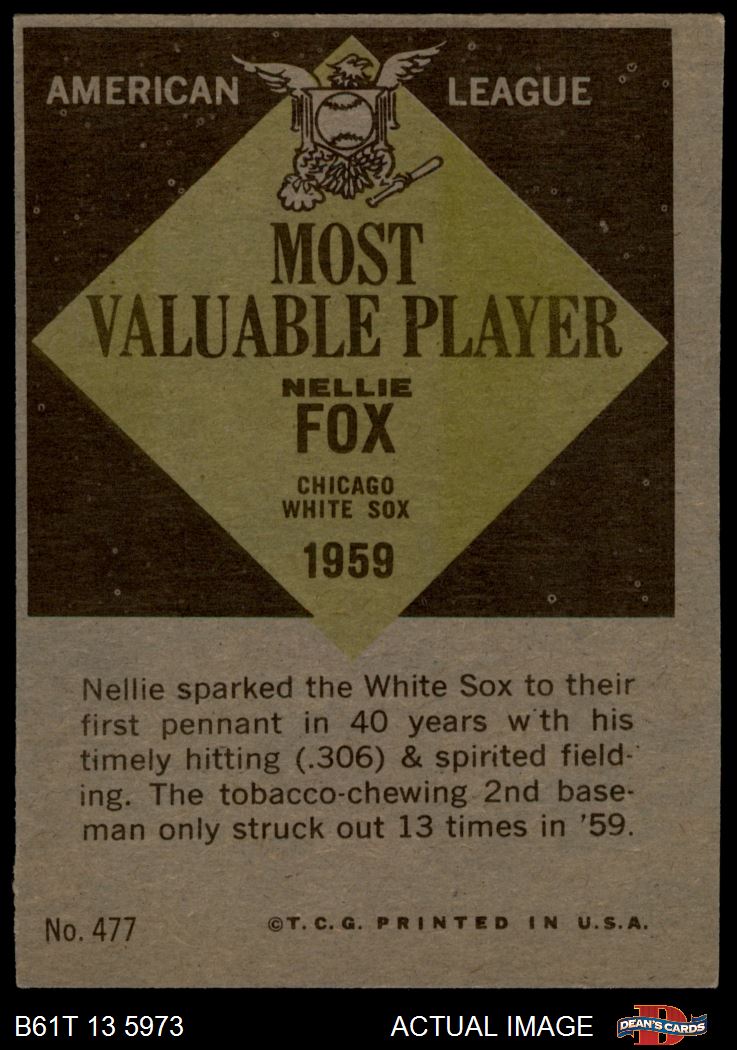 AMERICAN LEAGUE
MOST
VALUABLE PLAYER
NELLIE
FOX
CHICAGO
WHITE SOX
1959
Nellie sparked the White Sox to their
first pennant in 40 years w th his
timely hitting (.306) & spirited field-
ing. The tobacco-chewing 2nd base-
man only struck out 13 times in '59.
No. 477 ©T.C.G. PRINTED IN U.S.A.
B61T 13 5973 ACTUAL IMAGE D DEAN'S CARDS